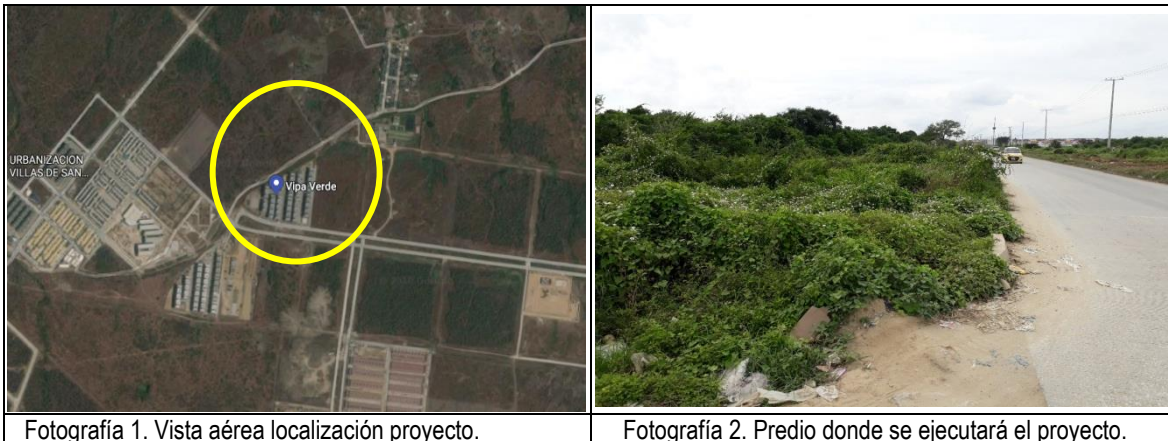 URBANIZACIÓN
VILLAS DE SAN...
Vipa Verde
Fotografía 1. Vista aérea localización proyecto.
Fotografía 2. Predio donde se ejecutará el proyecto.